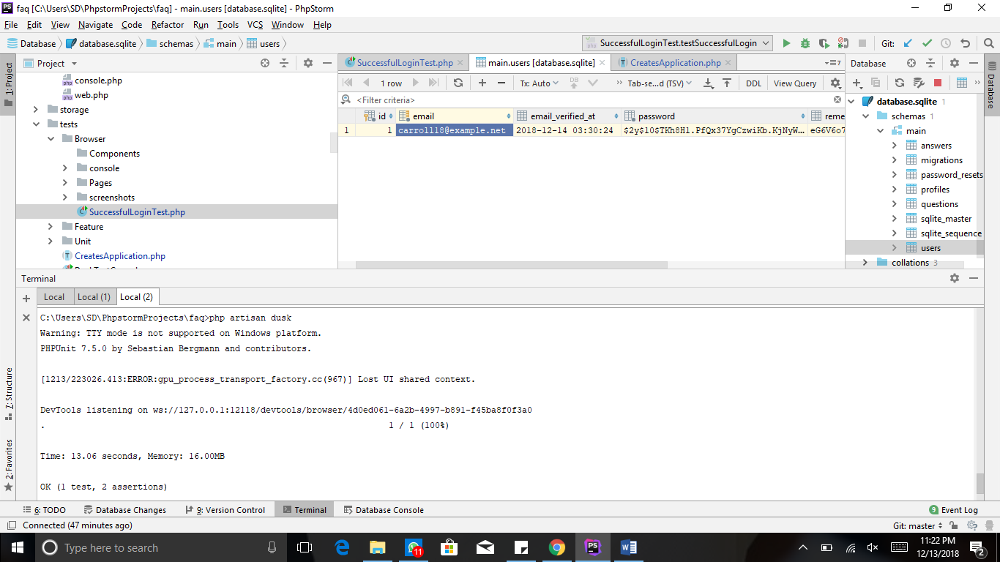 faq [C:\Users\SD\PhpstormProjects\faq] - main.users [database.sqlite] - PhpStorm
File Edit View Navigate Code Refactor Run Tools VCS Window Help
Database database.sqlite schemas main users
SuccessfulLoginTest.testSuccessfulLogin
Git:
1: Project
Project
console.php
web.php
storage
tests
Browser
Components
console
Pages
screenshots
SuccessfulLoginTest.php
Feature
Unit
CreatesApplication.php
SuccessfulLoginTest.php main.users [database.sqlite] CreatesApplication.php
7
1 row Tx: Auto DB Tab-se...d (TSV) DDL View Query
<Filter criteria>
id email email_verified_at password reme
1 1 carroll18@example.net 2018-12-14 03:30:24 $2y$10$TKh8H1.PfQx37YgCzwiKb.KjNyW... eG6V6o7
Database
database.sqlite 1
schemas 1
main
answers
migrations
password_resets
profiles
questions
sqlite_master
sqlite_sequence
users
collations 3
Database
Terminal
Local Local (1) Local (2)
C:\Users\SD\PhpstormProjects\faq>php artisan dusk
Warning: TTY mode is not supported on Windows platform.
PHPUnit 7.5.0 by Sebastian Bergmann and contributors.
[1213/223026.413:ERROR:gpu_process_transport_factory.cc(967)] Lost UI shared context.
DevTools listening on ws://127.0.0.1:12118/devtools/browser/4d0ed061-6a2b-4997-b891-f45ba8f0f3a0
. 1 / 1 (100%)
Time: 13.06 seconds, Memory: 16.00MB
OK (1 test, 2 assertions)
7: Structure
2: Favorites
6: TODO Database Changes 9: Version Control Terminal Database Console 9 Event Log
Connected (47 minutes ago) Git: master
Type here to search
11
PS
11:22 PM
12/13/2018
2